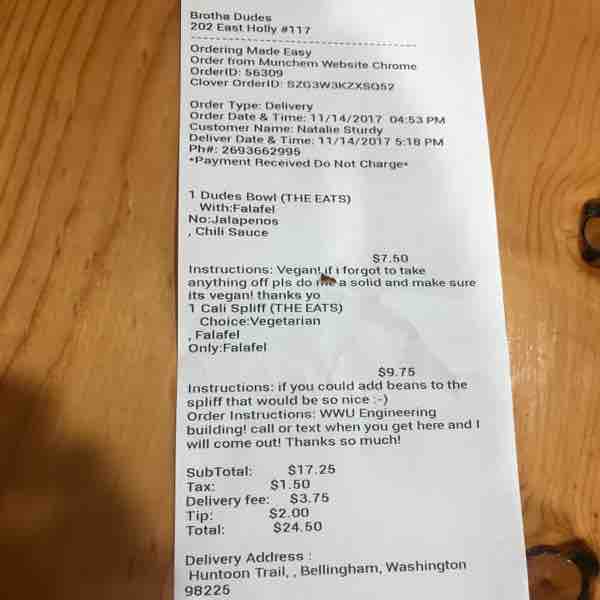 Brotha Dudes
202 East Holly #117
Ordering Made Easy
Order from Munchem Website Chrome
OrderID: 56309
Clover OrderID: SZG3W3KZXSQ52
Order Type: Delivery
Order Date & Time: 11/14/2017 04:53 PM
Customer Name: Natalie Sturdy
Deliver Date & Time: 11/14/2017 5:18 PM
Ph#: 2693662995
*Payment Received Do Not Charge*
1 Dudes Bowl (THE EATS)
With:Falafel
No:Jalapenos
, Chili Sauce
$7.50
Instructions: Vegan! if i forgot to take
anything off pls do me a solid and make sure
its vegan! thanks yo
1 Cali Spliff (THE EATS)
Choice:Vegetarian
, Falafel
Only:Falafel
$9.75
Instructions: if you could add beans to the
spliff that would be so nice :-)
Order Instructions: WWU Engineering
building! call or text when you get here and I
will come out! Thanks so much!
SubTotal: $17.25
Tax: $1.50
Delivery fee: $3.75
Tip: $2.00
Total: $24.50
Delivery Address :
Huntoon Trail, , Bellingham, Washington
98225